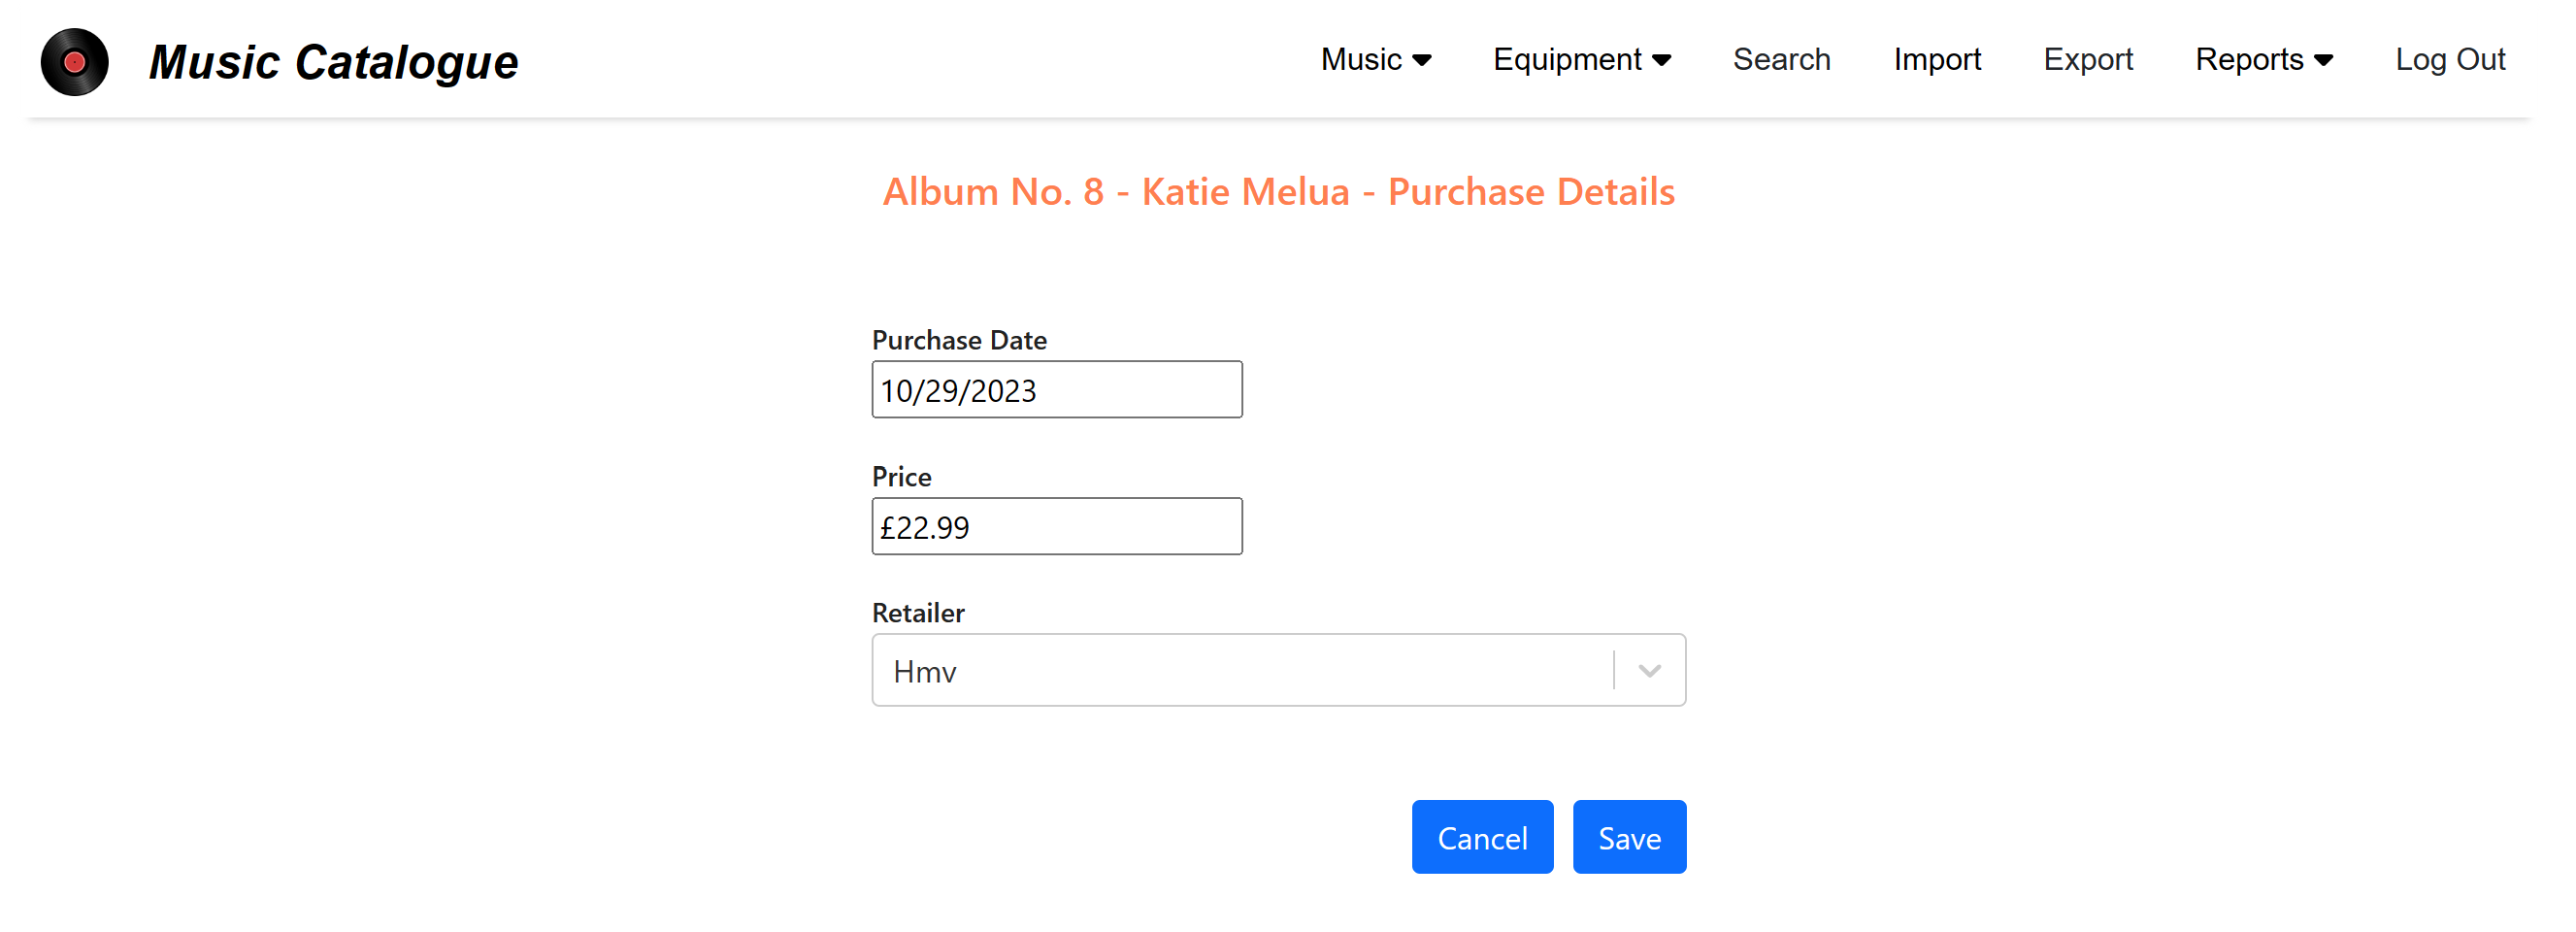 Music Catalogue
Music Equipment Search Import Export Reports Log Out
Album No. 8 - Katie Melua - Purchase Details
Purchase Date
10/29/2023
Price
£22.99
Retailer
Hmv
Cancel Save